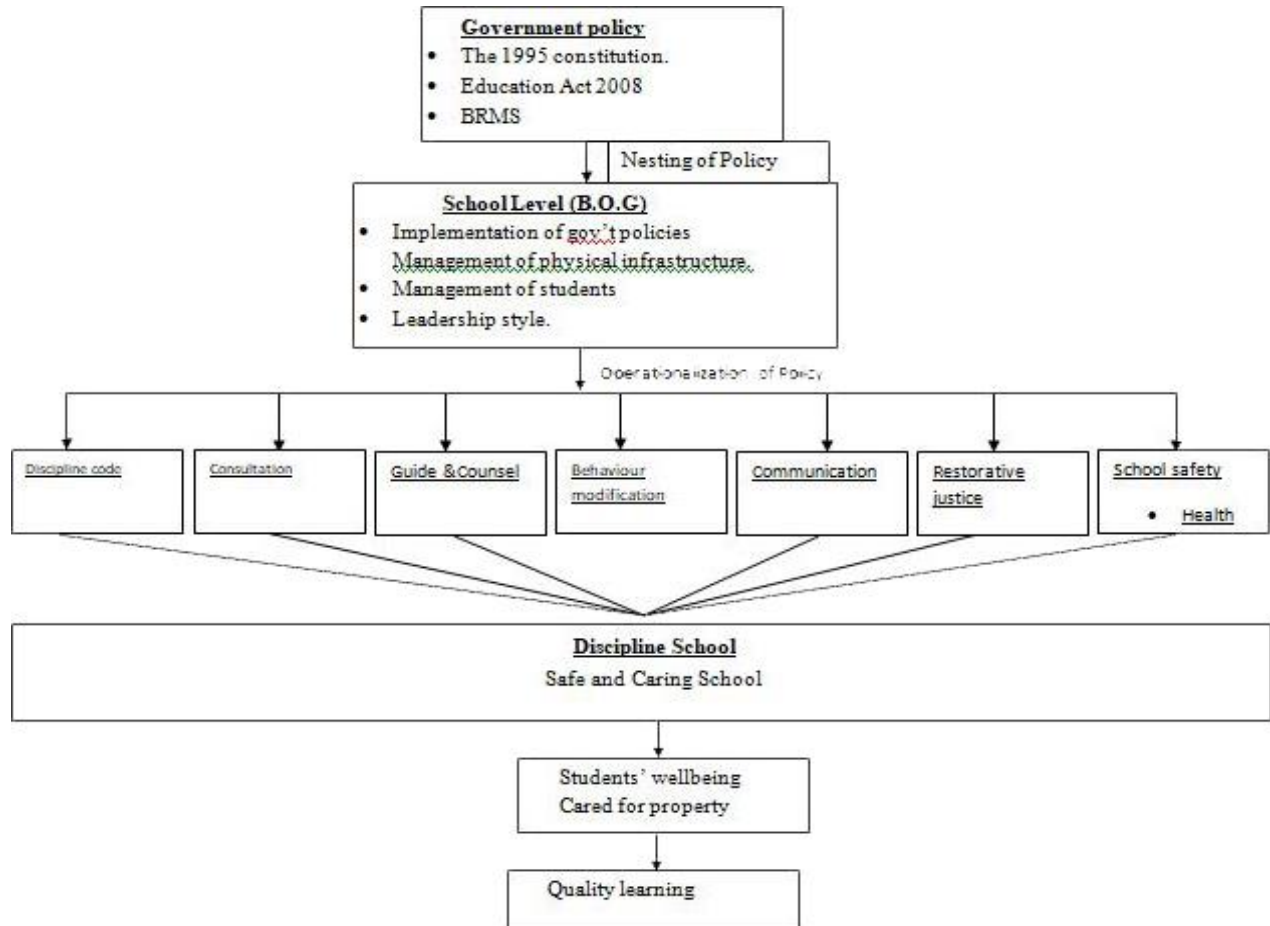 Government policy
• The 1995 constitution.
• Education Act 2008
• BRMS
Nesting of Policy
School Level (B.O.G)
• Implementation of gov't policies
Management of physical infrastructure.
• Management of students
• Leadership style.
Operationalization of Policy
Discipline code
Consultation
Guide &Counsel
Behaviour
modification
Communication
Restorative
justice
School safety
• Health
Discipline School
Safe and Caring School
Students' wellbeing
Cared for property
Quality learning